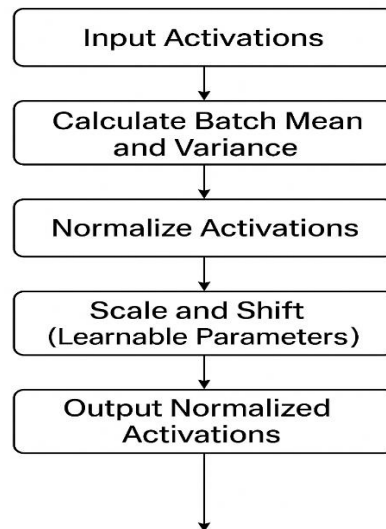 Input Activations
Calculate Batch Mean
and Variance
Normalize Activations
Scale and Shift
(Learnable Parameters)
Output Normalized
Activations